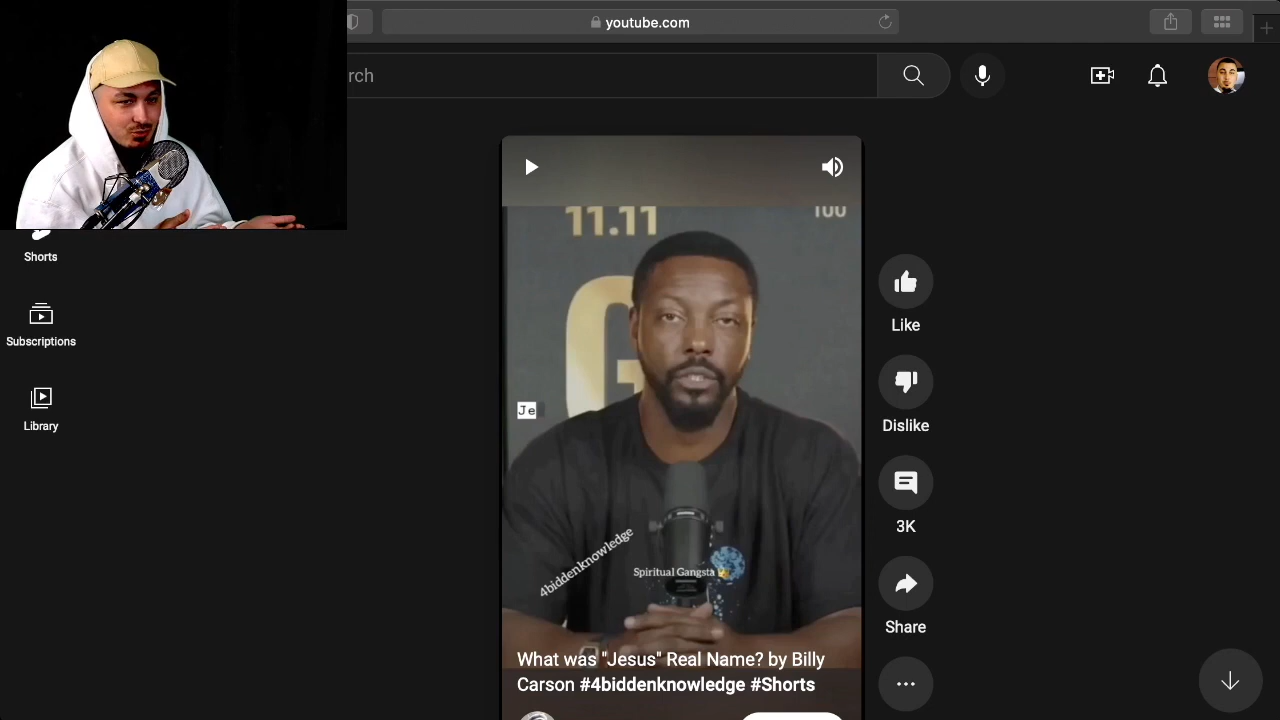 youtube.com
rch
Shorts
Subscriptions
Library
11.11
100
G
Je
4biddenknowledge
Spiritual Gangsta
What was "Jesus" Real Name? by Billy
Carson #4biddenknowledge #Shorts
Like
Dislike
3K
Share